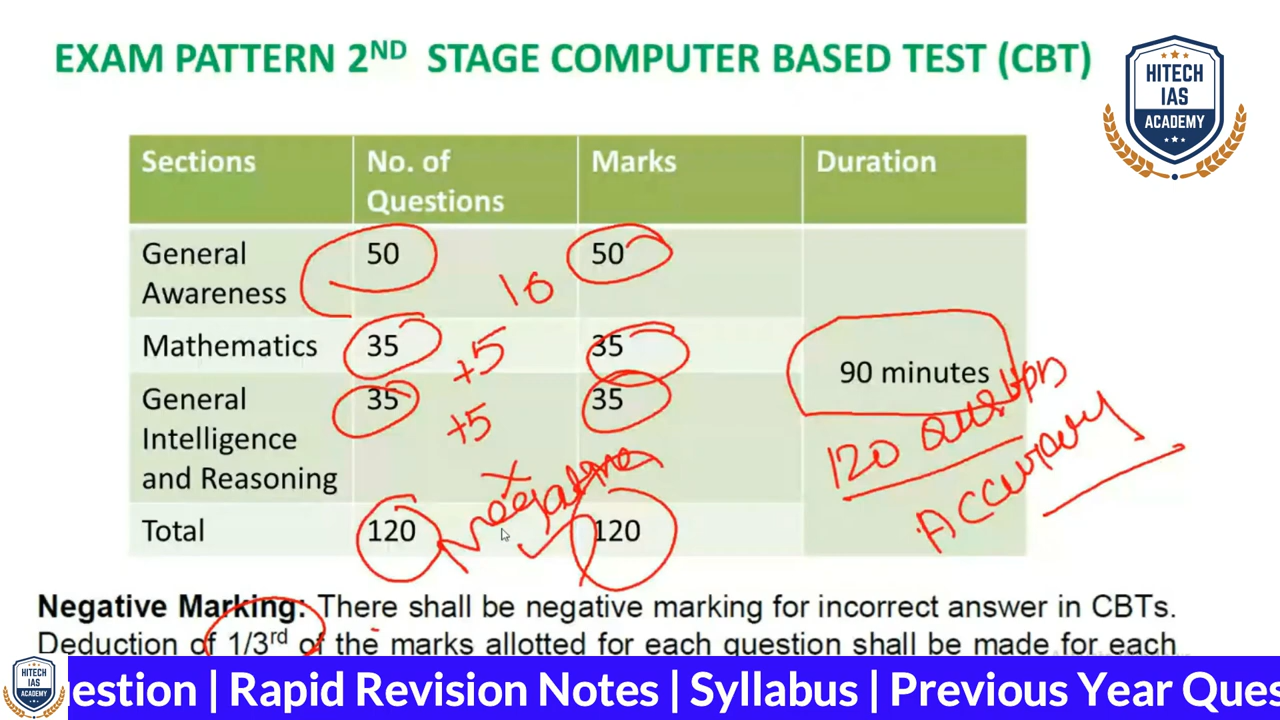 EXAM PATTERN 2ND STAGE COMPUTER BASED TEST (CBT)
HITECH
IAS
ACADEMY
Sections
No. of
Questions
Marks
Duration
General
Awareness
50
50
10
Mathematics
35
+5
35
90 minutes
General
Intelligence
and Reasoning
35
+5
35
120 Questions
Accuracy
Negative
Total
120
120
Negative Marking: There shall be negative marking for incorrect answer in CBTs.
Deduction of 1/3rd of the marks allotted for each question shall be made for each
HITECH
IAS
ACADEMY
estion | Rapid Revision Notes | Syllabus | Previous Year Ques